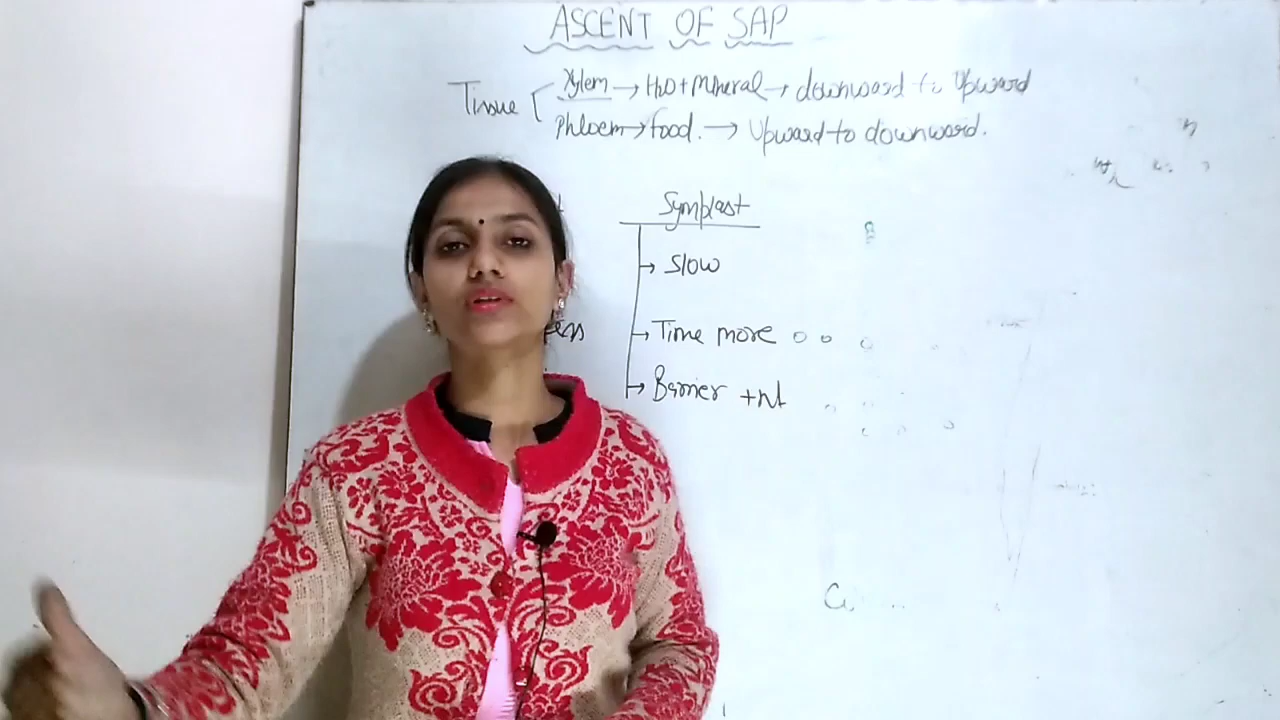 ASCENT OF SAP
Tissue
Xylem → H2O + Mineral → downward to upward
Phloem → food. → Upward to downward.
Symplast
→ Slow
→ Time more
→ Barrier +nt